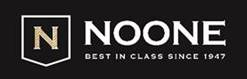 N
NOONE
BEST IN CLASS SINCE 1947